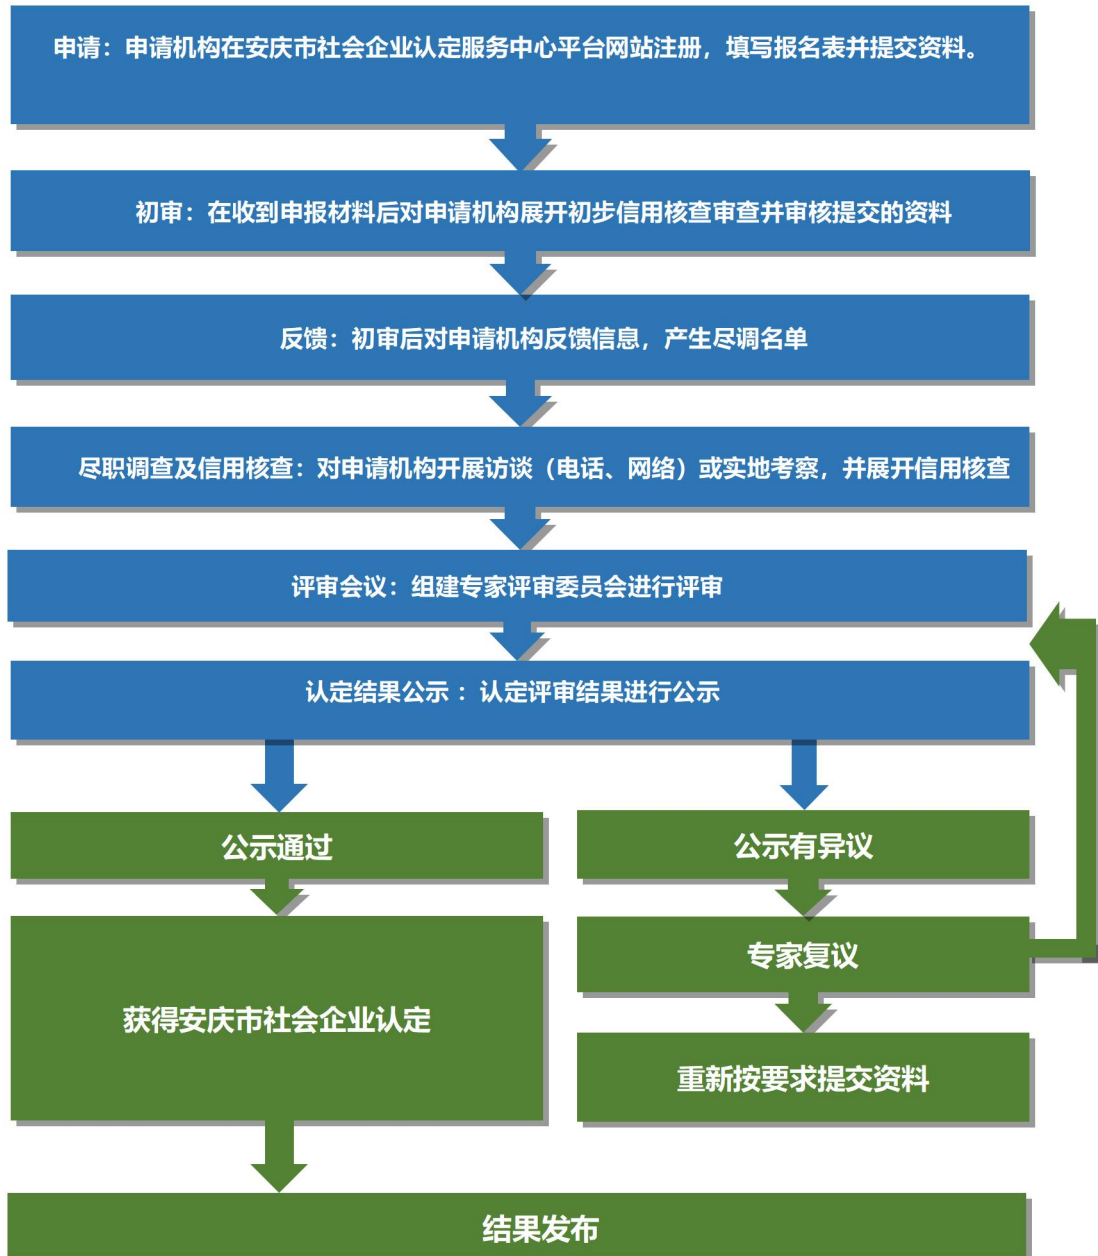 申请：申请机构在安庆市社会企业认定服务中心平台网站注册，填写报名表并提交资料。
初审：在收到申报材料后对申请机构展开初步信用核查审查并审核提交的资料
反馈：初审后对申请机构反馈信息，产生尽调名单
尽职调查及信用核查：对申请机构开展访谈（电话、网络）或实地考察，并展开信用核查
评审会议：组建专家评审委员会进行评审
认定结果公示 ：认定评审结果进行公示
公示通过
公示有异议
专家复议
获得安庆市社会企业认定
重新按要求提交资料
结果发布